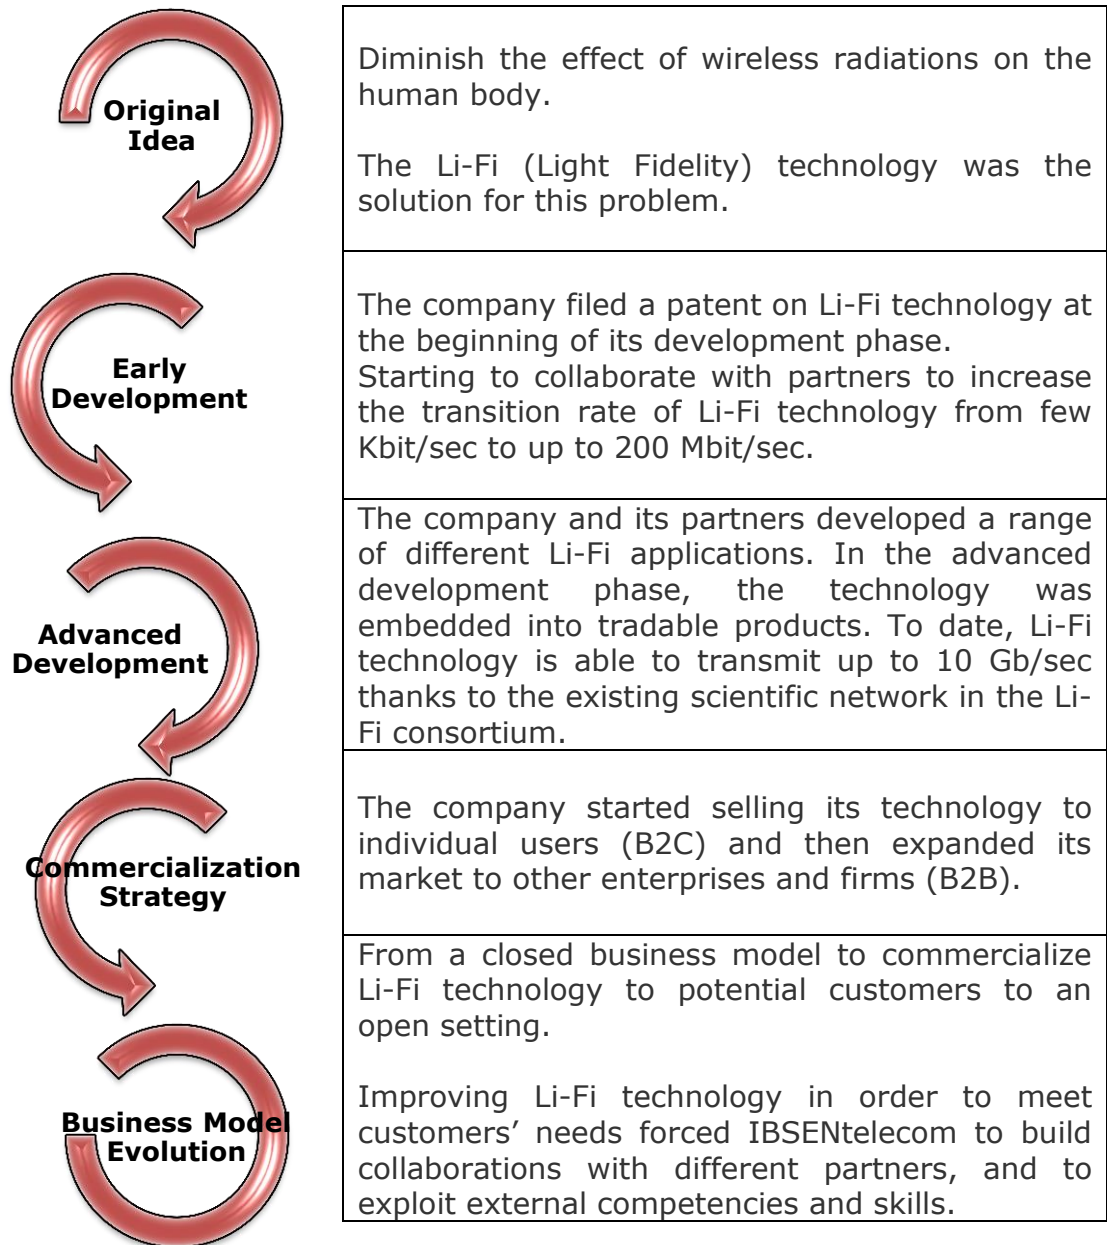 Original
Idea
Diminish the effect of wireless radiations on the
human body.
The Li-Fi (Light Fidelity) technology was the
solution for this problem.
Early
Development
The company filed a patent on Li-Fi technology at
the beginning of its development phase.
Starting to collaborate with partners to increase
the transition rate of Li-Fi technology from few
Kbit/sec to up to 200 Mbit/sec.
Advanced
Development
The company and its partners developed a range
of different Li-Fi applications. In the advanced
development phase, the technology was
embedded into tradable products. To date, Li-Fi
technology is able to transmit up to 10 Gb/sec
thanks to the existing scientific network in the Li-
Fi consortium.
Commercialization
Strategy
The company started selling its technology to
individual users (B2C) and then expanded its
market to other enterprises and firms (B2B).
Business Model
Evolution
From a closed business model to commercialize
Li-Fi technology to potential customers to an
open setting.
Improving Li-Fi technology in order to meet
customers’ needs forced IBSENtelecom to build
collaborations with different partners, and to
exploit external competencies and skills.